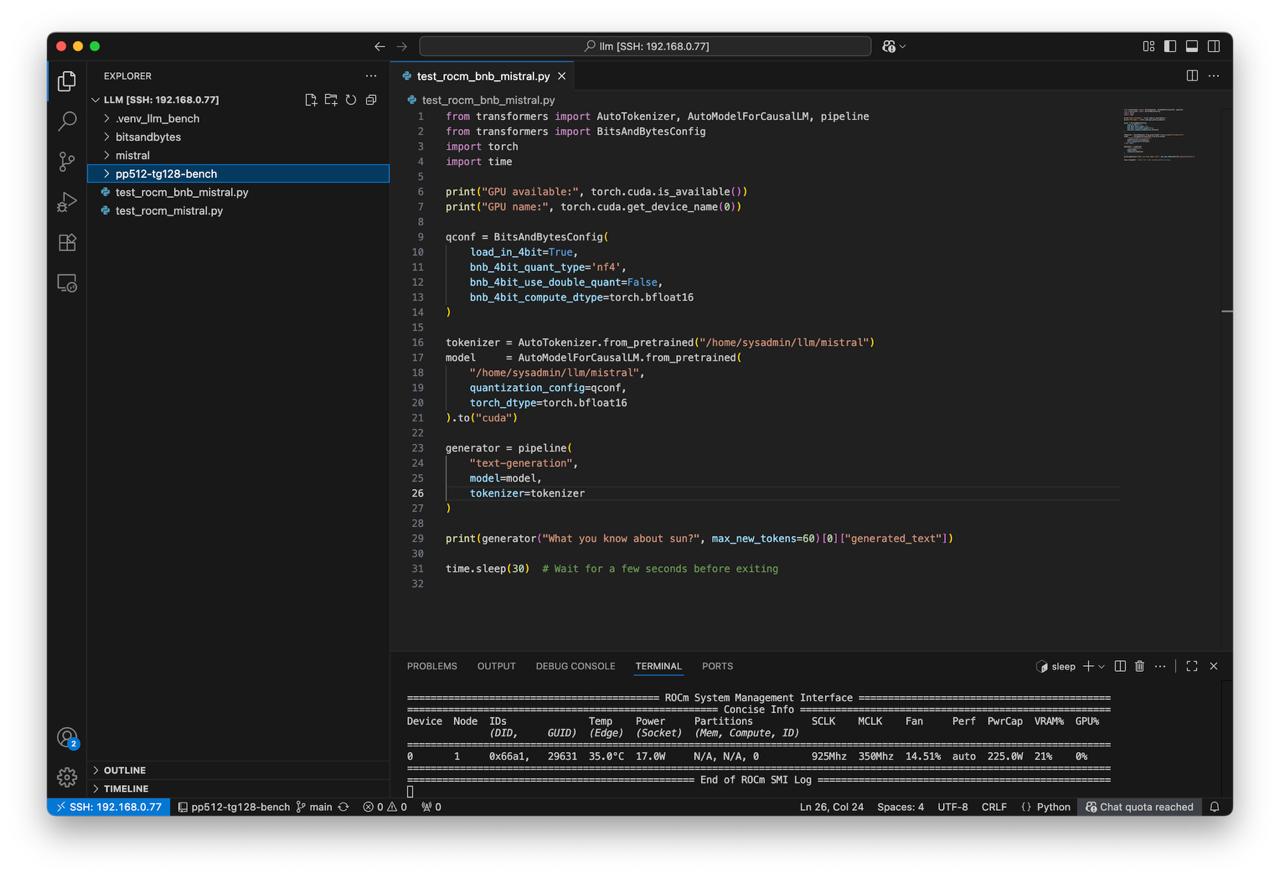 llm [SSH: 192.168.0.77]
EXPLORER
LLM [SSH: 192.168.0.77]
.venv_llm_bench
bitsandbytes
mistral
pp512-tg128-bench
test_rocm_bnb_mistral.py
test_rocm_mistral.py
OUTLINE
TIMELINE
2
test_rocm_bnb_mistral.py
test_rocm_bnb_mistral.py
1 from transformers import AutoTokenizer, AutoModelForCausalLM, pipeline
2 from transformers import BitsAndBytesConfig
3 import torch
4 import time
5
6 print("GPU available:", torch.cuda.is_available())
7 print("GPU name:", torch.cuda.get_device_name(0))
8
9 qconf = BitsAndBytesConfig(
10 load_in_4bit=True,
11 bnb_4bit_quant_type='nf4',
12 bnb_4bit_use_double_quant=False,
13 bnb_4bit_compute_dtype=torch.bfloat16
14 )
15
16 tokenizer = AutoTokenizer.from_pretrained("/home/sysadmin/llm/mistral")
17 model     = AutoModelForCausalLM.from_pretrained(
18 "/home/sysadmin/llm/mistral",
19 quantization_config=qconf,
20 torch_dtype=torch.bfloat16
21 ).to("cuda")
22
23 generator = pipeline(
24 "text-generation",
25 model=model,
26 tokenizer=tokenizer
27 )
28
29 print(generator("What you know about sun?", max_new_tokens=60)[0]["generated_text"])
30
31 time.sleep(30)  # Wait for a few seconds before exiting
32
PROBLEMS OUTPUT DEBUG CONSOLE TERMINAL PORTS sleep
========================================== ROCm System Management Interface ==========================================
==================================================== Concise Info ====================================================
Device Node IDs Temp Power Partitions SCLK MCLK Fan Perf PwrCap VRAM% GPU%
(DID, GUID) (Edge) (Socket) (Mem, Compute, ID)
======================================================================================================================
0 1 0x66a1, 29631 35.0°C 17.0W N/A, N/A, 0 925Mhz 350Mhz 14.51% auto 225.0W 21% 0%
======================================================================================================================
================================================ End of ROCm SMI Log =================================================
SSH: 192.168.0.77 pp512-tg128-bench main 0 0 0 Ln 26, Col 24 Spaces: 4 UTF-8 CRLF {} Python Chat quota reached